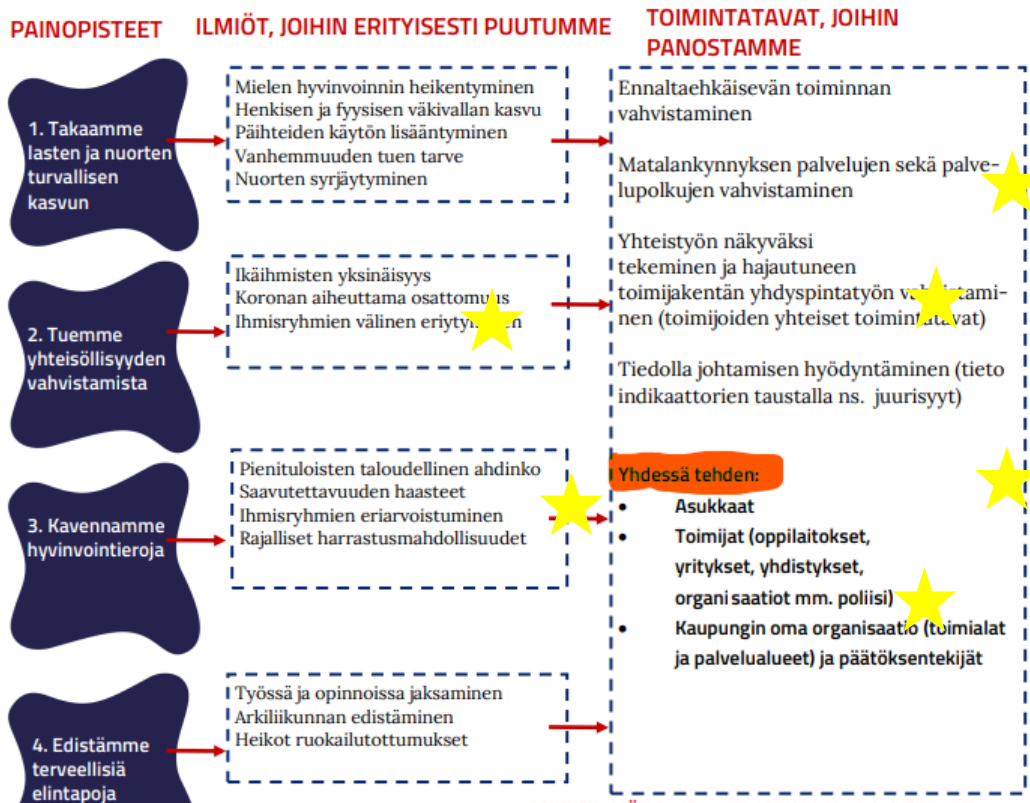 PAINOPISTEET
ILMIÖT, JOIHIN ERITYISESTI PUUTUMME
TOIMINTATAVAT, JOIHIN
PANOSTAMME
1. Takaamme
lasten ja nuorten
turvallisen
kasvun
Mielen hyvinvoinnin heikentyminen
Henkisen ja fyysisen väkivallan kasvu
Päihteiden käytön lisääntyminen
Vanhemmuuden tuen tarve
Nuorten syrjäytyminen
2. Tuemme
yhteisöllisyyden
vahvistamista
Ikäihmisten yksinäisyys
Koronan aiheuttama osattomuus
Ihmisryhmien välinen
3. Kavennamme
hyvinvointieroja
Pienituloisten taloudellinen ahdinko
Saavutettavuuden haasteet
Ihmisryhmien eriarvoistuminen
Rajalliset harrastusmahdollisuudet
4. Edistämme
terveellisiä
elintapoja
Työssä ja opinnoissa jaksaminen
Arkiliikunnan edistäminen
Heikot ruokailutottumukset
Ennaltaehkäisevän toiminnan
vahvistaminen
Matalankynnyksen palvelujen sekä palve-
lupolkujen vahvistaminen
Yhteistyön näkyväksi
tekeminen ja hajautuneen
toimijakentän yhdyspintatyön vahvistami-
nen (toimijoiden yhteiset toimintatavat)
Tiedolla johtamisen hyödyntäminen (tieto
indikaattorien taustalla ns. juurisyyt)
Yhdessä tehden:
• Asukkaat
• Toimijat (oppilaitokset,
yritykset, yhdistykset,
organisaatiot mm. poliisi)
• Kaupungin oma organisaatio (toimialat
ja palvelualueet) ja päätöksentekijät